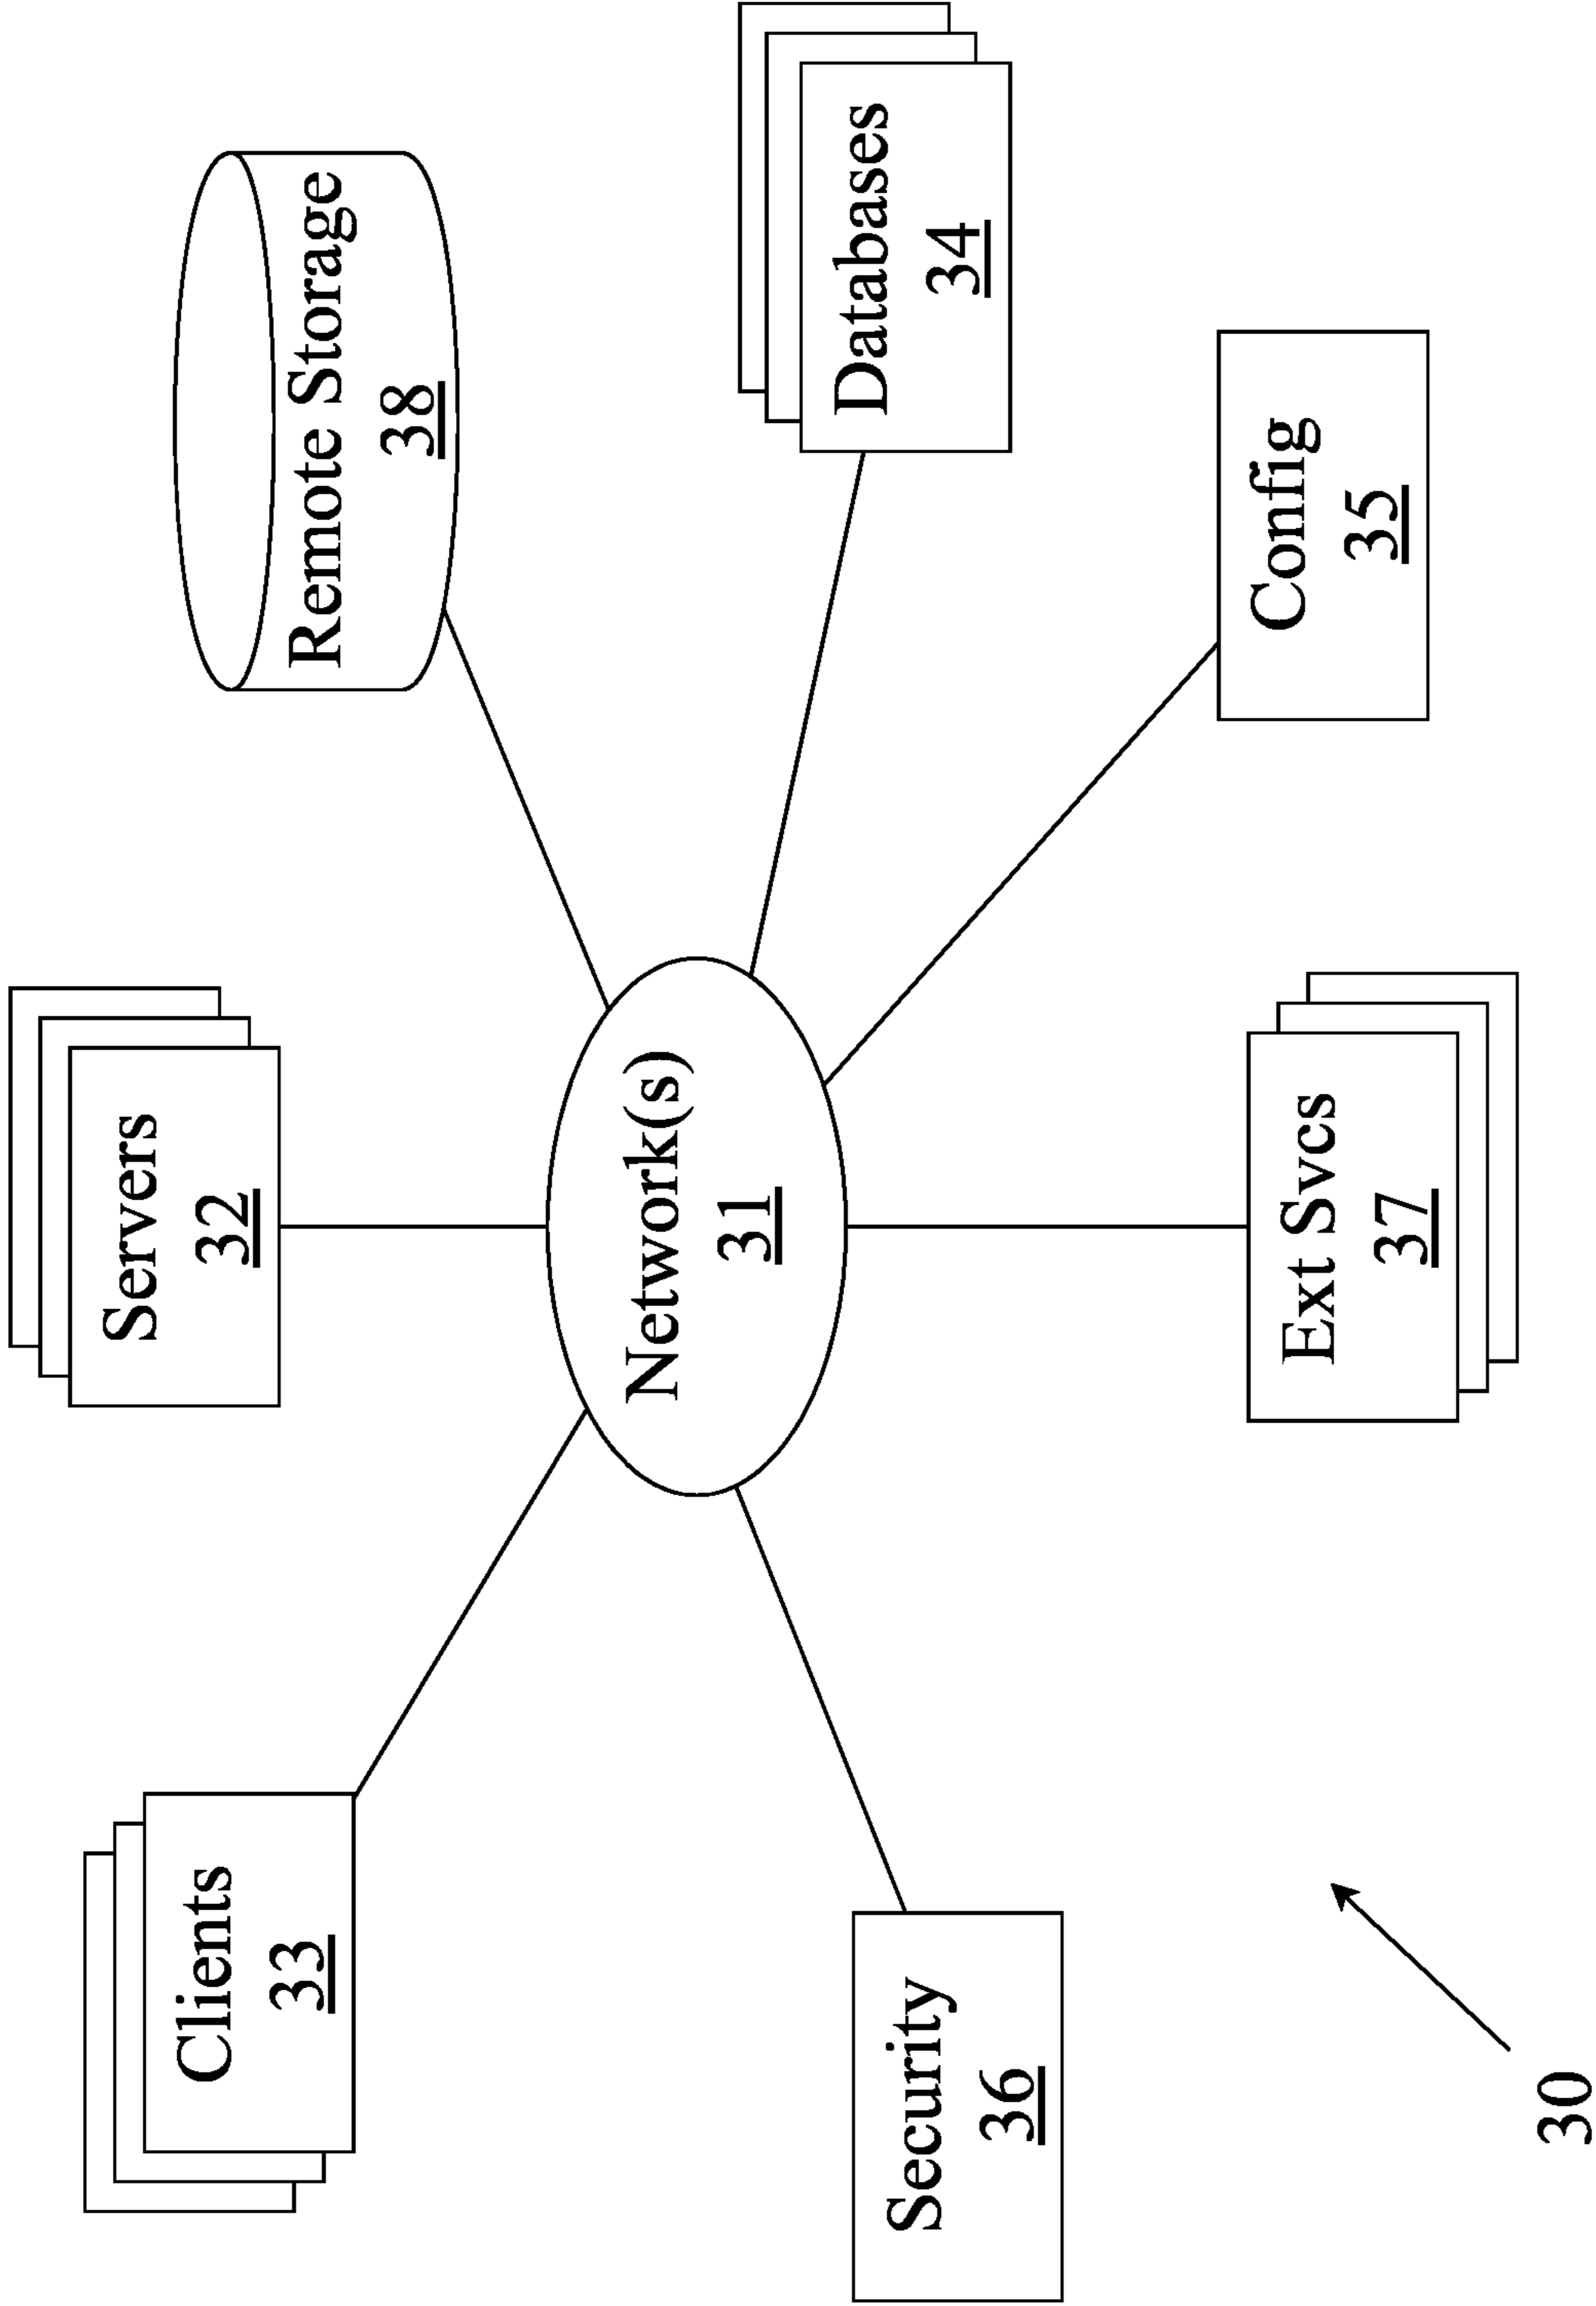 Servers
32
Clients
33
Remote Storage
38
Network(s)
31
Databases
34
Security
36
Ext Svcs
37
Config
35
30